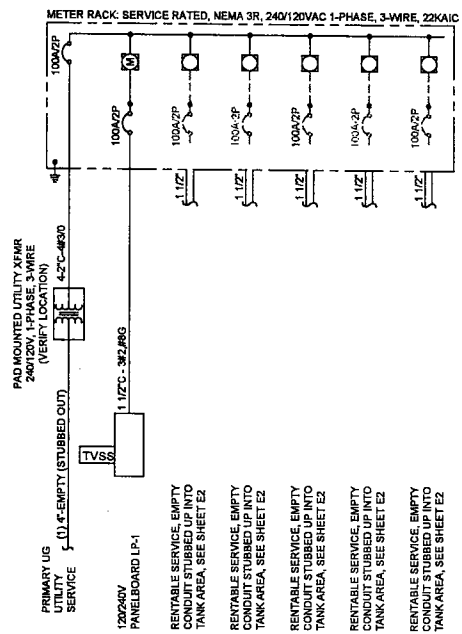 METER RACK: SERVICE RATED, NEMA 3R, 240/120VAC 1-PHASE, 3-WIRE, 22KAIC
100A/2P
M
100A/2P
100A/2P
100A/2P
100A/2P
100A/2P
100A/2P
1 1/2"
1 1/2"
1 1/2"
1 1/2"
1 1/2"
PAD MOUNTED UTILITY XFMR
240/120V, 1-PHASE, 3-WIRE
(VERIFY LOCATION)
4-2"C-4#3/0
(1) 4"-EMPTY (STUBBED OUT)
1 1/2"C - 3#2,#8G
TVSS
PRIMARY UG
UTILITY
SERVICE
120/240V
PANELBOARD LP-1
RENTABLE SERVICE, EMPTY
CONDUIT STUBBED UP INTO
TANK AREA, SEE SHEET E2
RENTABLE SERVICE, EMPTY
CONDUIT STUBBED UP INTO
TANK AREA, SEE SHEET E2
RENTABLE SERVICE, EMPTY
CONDUIT STUBBED UP INTO
TANK AREA, SEE SHEET E2
RENTABLE SERVICE, EMPTY
CONDUIT STUBBED UP INTO
TANK AREA, SEE SHEET E2
RENTABLE SERVICE, EMPTY
CONDUIT STUBBED UP INTO
TANK AREA, SEE SHEET E2